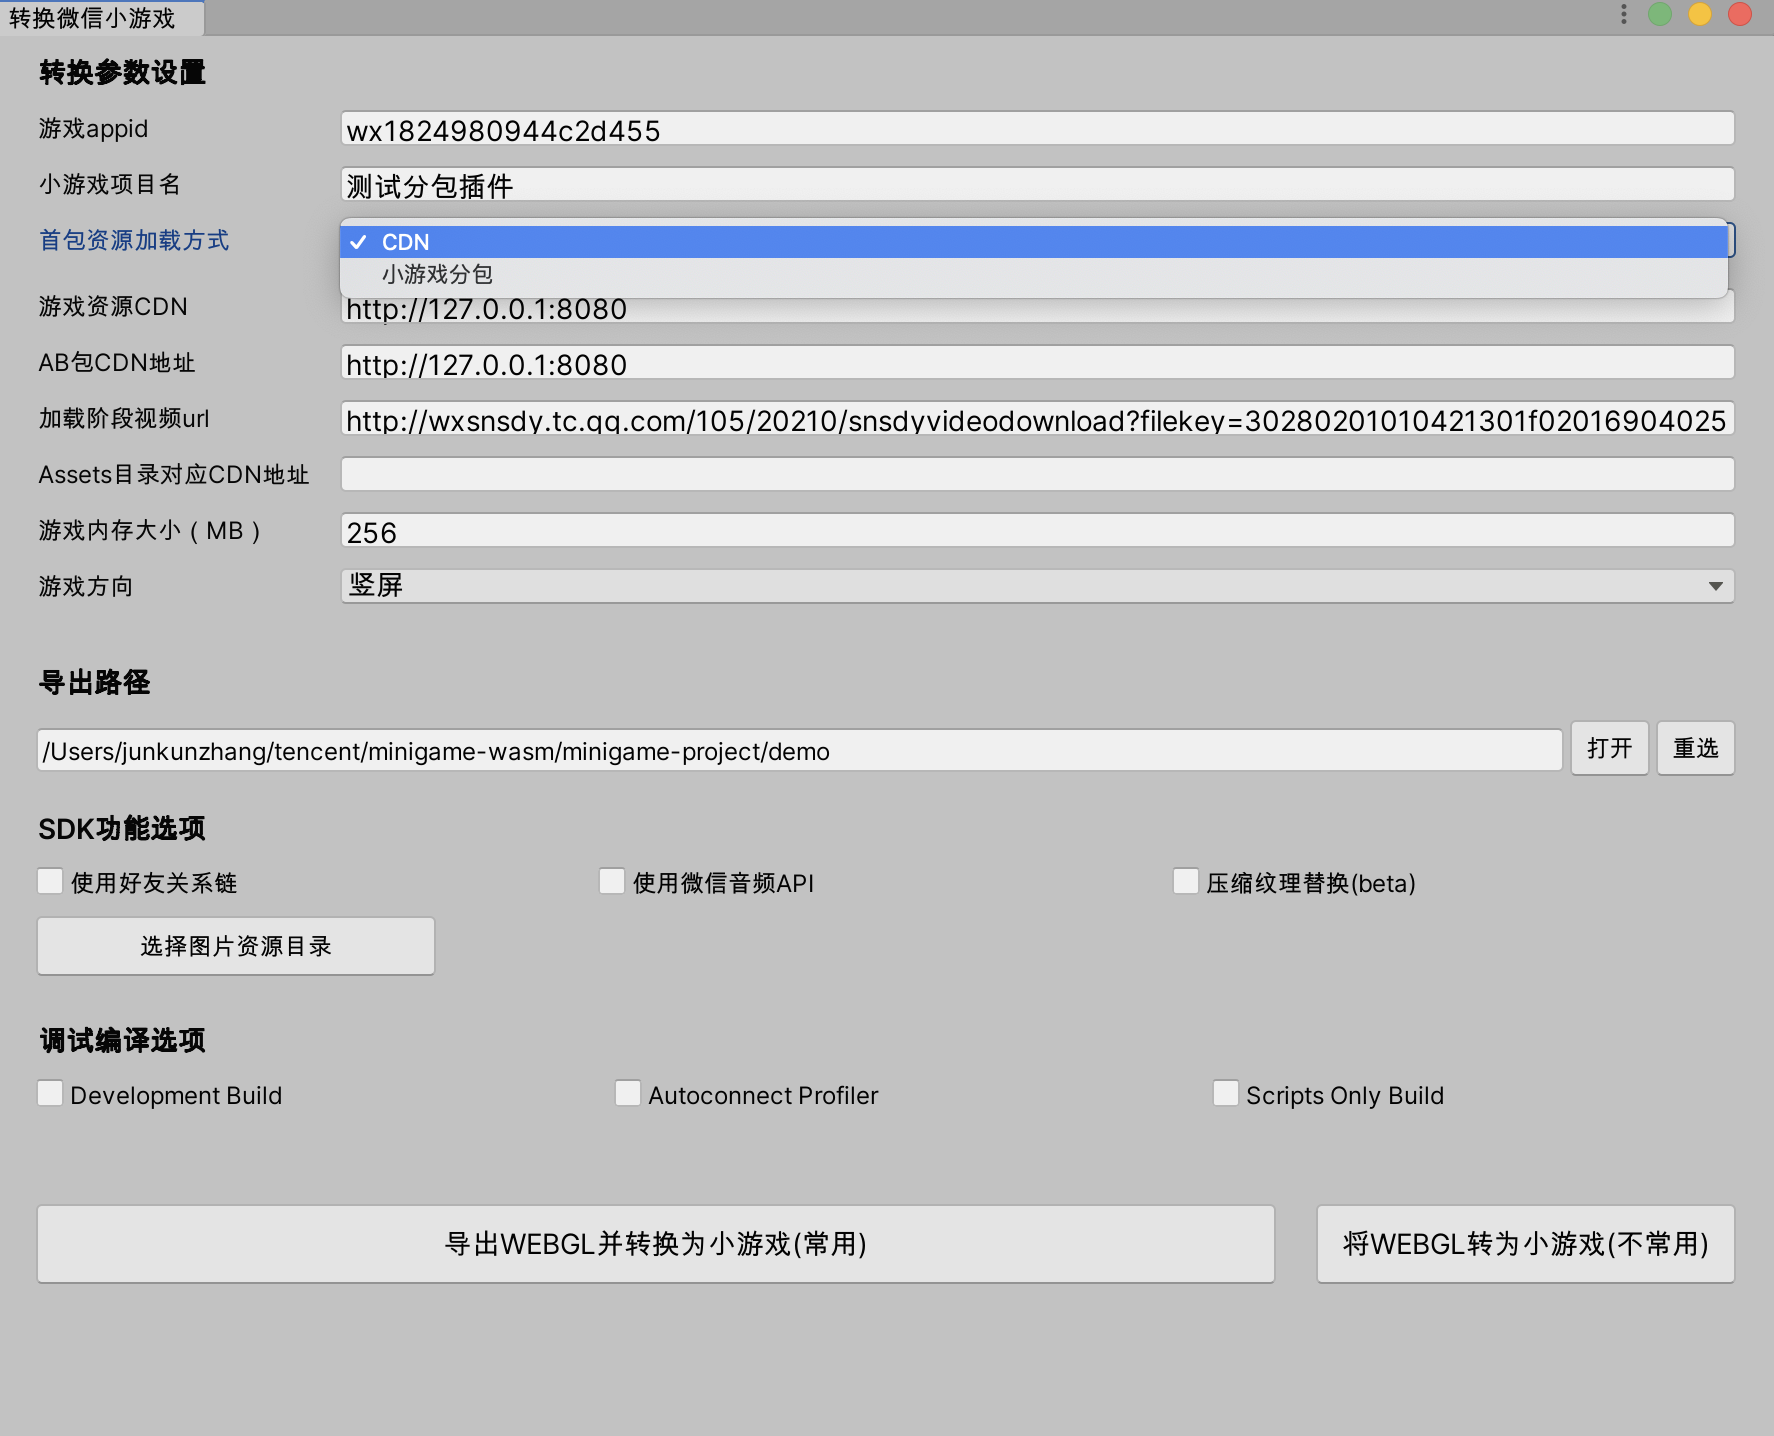 转换微信小游戏
转换参数设置
游戏appid
wx1824980944c2d455
小游戏项目名
测试分包插件
首包资源加载方式
CDN
小游戏分包
游戏资源CDN
http://127.0.0.1:8080
AB包CDN地址
http://127.0.0.1:8080
加载阶段视频url
http://wxsnsdy.tc.qq.com/105/20210/snsdyvideodownload?filekey=30280201010421301f02016904025
Assets目录对应CDN地址
游戏内存大小（MB）
256
游戏方向
竖屏
导出路径
/Users/junkunzhang/tencent/minigame-wasm/minigame-project/demo
打开
重选
SDK功能选项
使用好友关系链
使用微信音频API
压缩纹理替换(beta)
选择图片资源目录
调试编译选项
Development Build
Autoconnect Profiler
Scripts Only Build
导出WEBGL并转换为小游戏(常用)
将WEBGL转为小游戏(不常用)